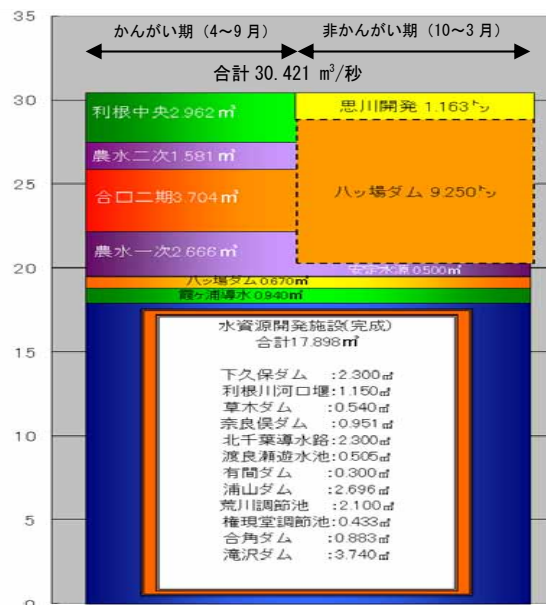 35
かんがい期（4～9月） 非かんがい期（10～3月）
合計 30.421 ㎥/秒
30
利根中央2.962㎥ 思川開発 1.163㌧
農水二次1.581㎥
25
合口二期3.704㎥ 八ッ場ダム 9.250㌧
農水一次2.666㎥
20
安定水源0.500㎥
八ッ場ダム0.670㎥
霞ヶ浦導水0.940㎥
水資源開発施設(完成)
合計17.898㎥
15
下久保ダム :2.300㎥
利根川河口堰:1.150㎥
草木ダム :0.540㎥
奈良俣ダム :0.951㎥
10
北千葉導水路:2.300㎥
渡良瀬遊水池:0.505㎥
有間ダム :0.300㎥
浦山ダム :2.696㎥
荒川調節池 :2.100㎥
5
権現堂調節池:0.433㎥
合角ダム :0.883㎥
滝沢ダム :3.740㎥
0